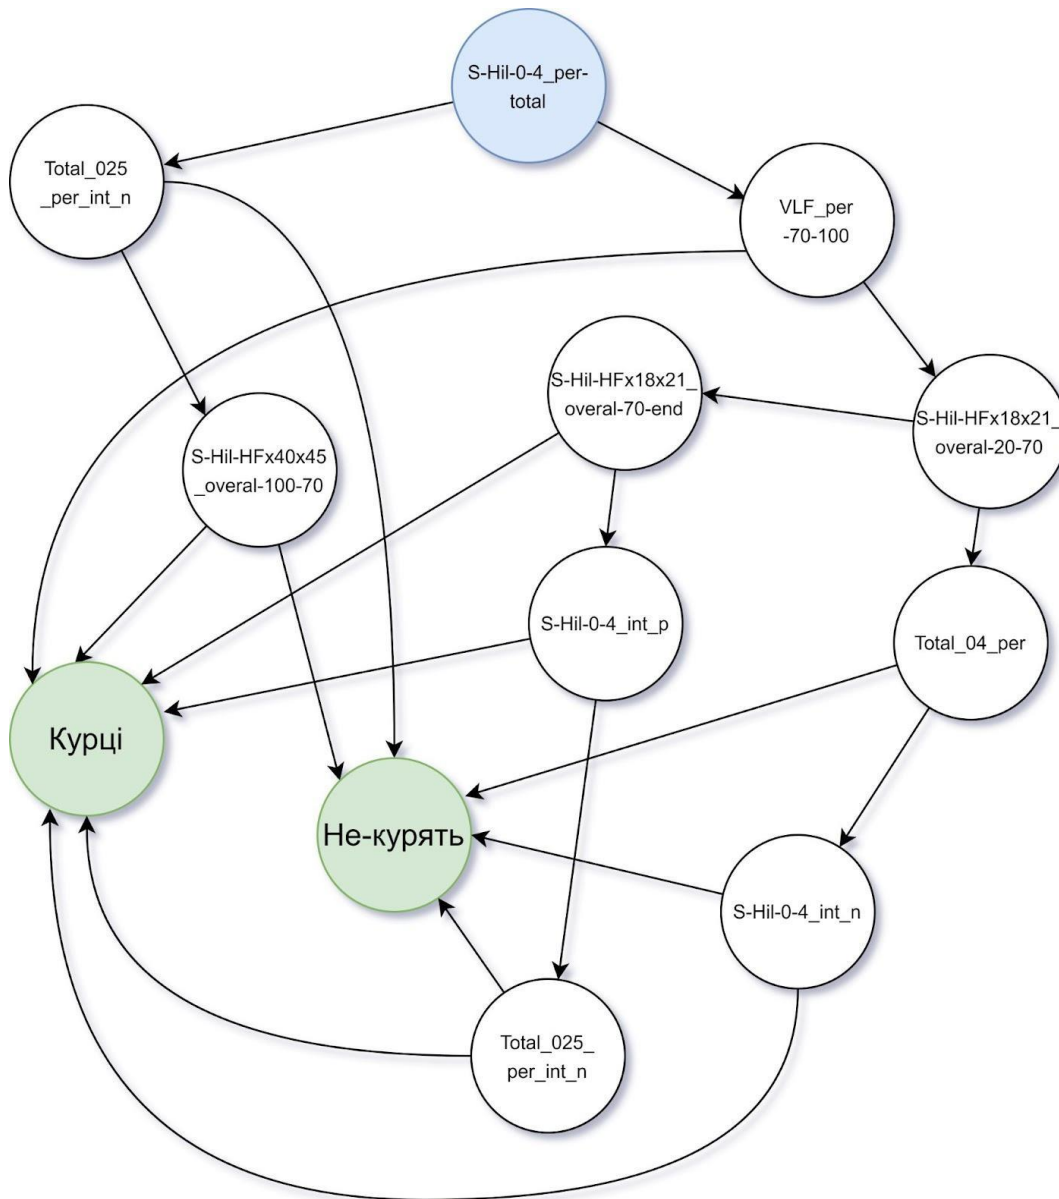 S-Hil-0-4_per-
total
Total_025
_per_int_n
VLF_per
-70-100
S-Hil-HFx18x21_
overal-70-end
S-Hil-HFx18x21_
overal-20-70
S-Hil-HFx40x45
_overal-100-70
S-Hil-0-4_int_p
Total_04_per
Курці
Не-курять
S-Hil-0-4_int_n
Total_025_
per_int_n